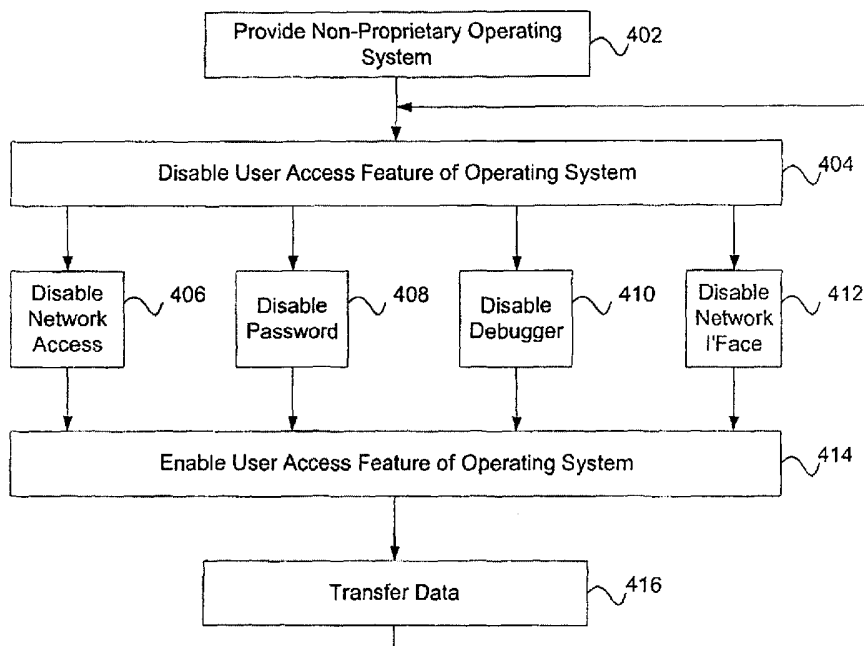 Provide Non-Proprietary Operating
System
402
Disable User Access Feature of Operating System
404
Disable
Network
Access
406
Disable
Password
408
Disable
Debugger
410
Disable
Network
I'Face
412
Enable User Access Feature of Operating System
414
Transfer Data
416